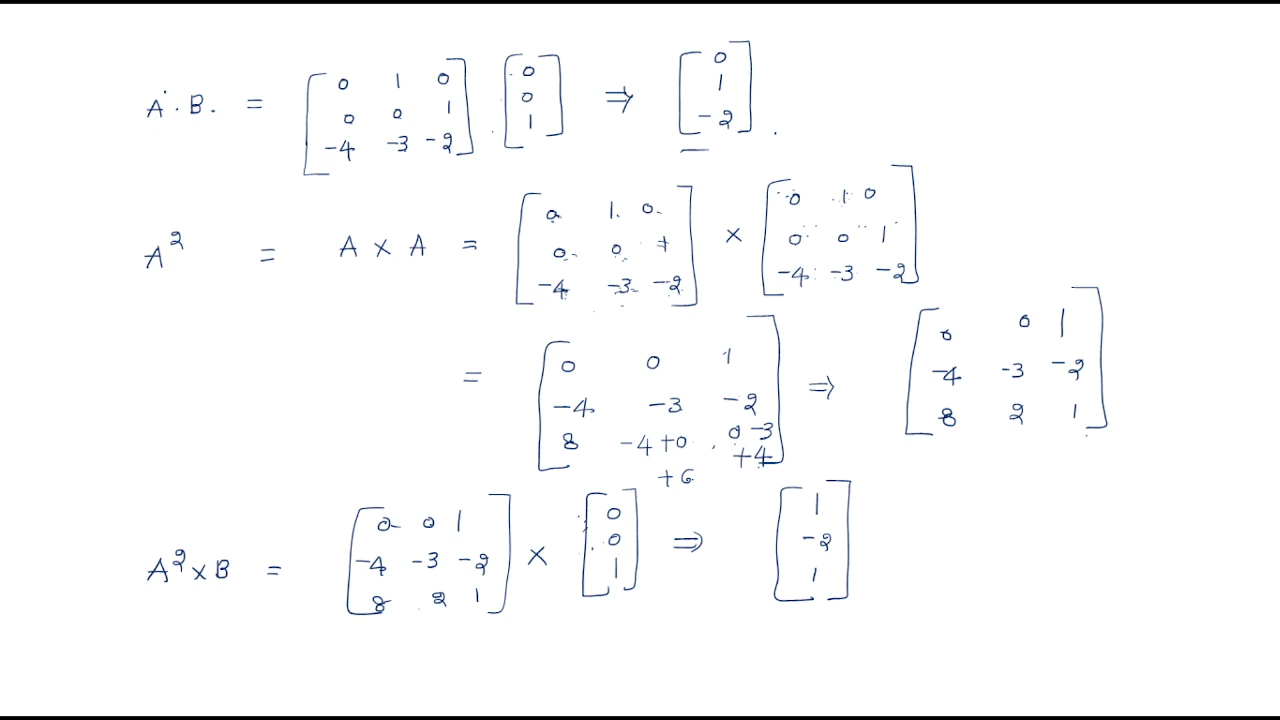 A . B. = [0 1 0; 0 0 1; -4 -3 -2] . [0; 0; 1] ⇒ [0; 1; -2] .
A² = A × A = [0 1 0; 0 0 1; -4 -3 -2] × [0 1 0; 0 0 1; -4 -3 -2]
= [0 0 1; -4 -3 -2; 8 -4+0+6 0-3+4] ⇒ [0 0 1; -4 -3 -2; 8 2 1]
A² × B = [0 0 1; -4 -3 -2; 8 2 1] × [0; 0; 1] ⇒ [1; -2; 1]